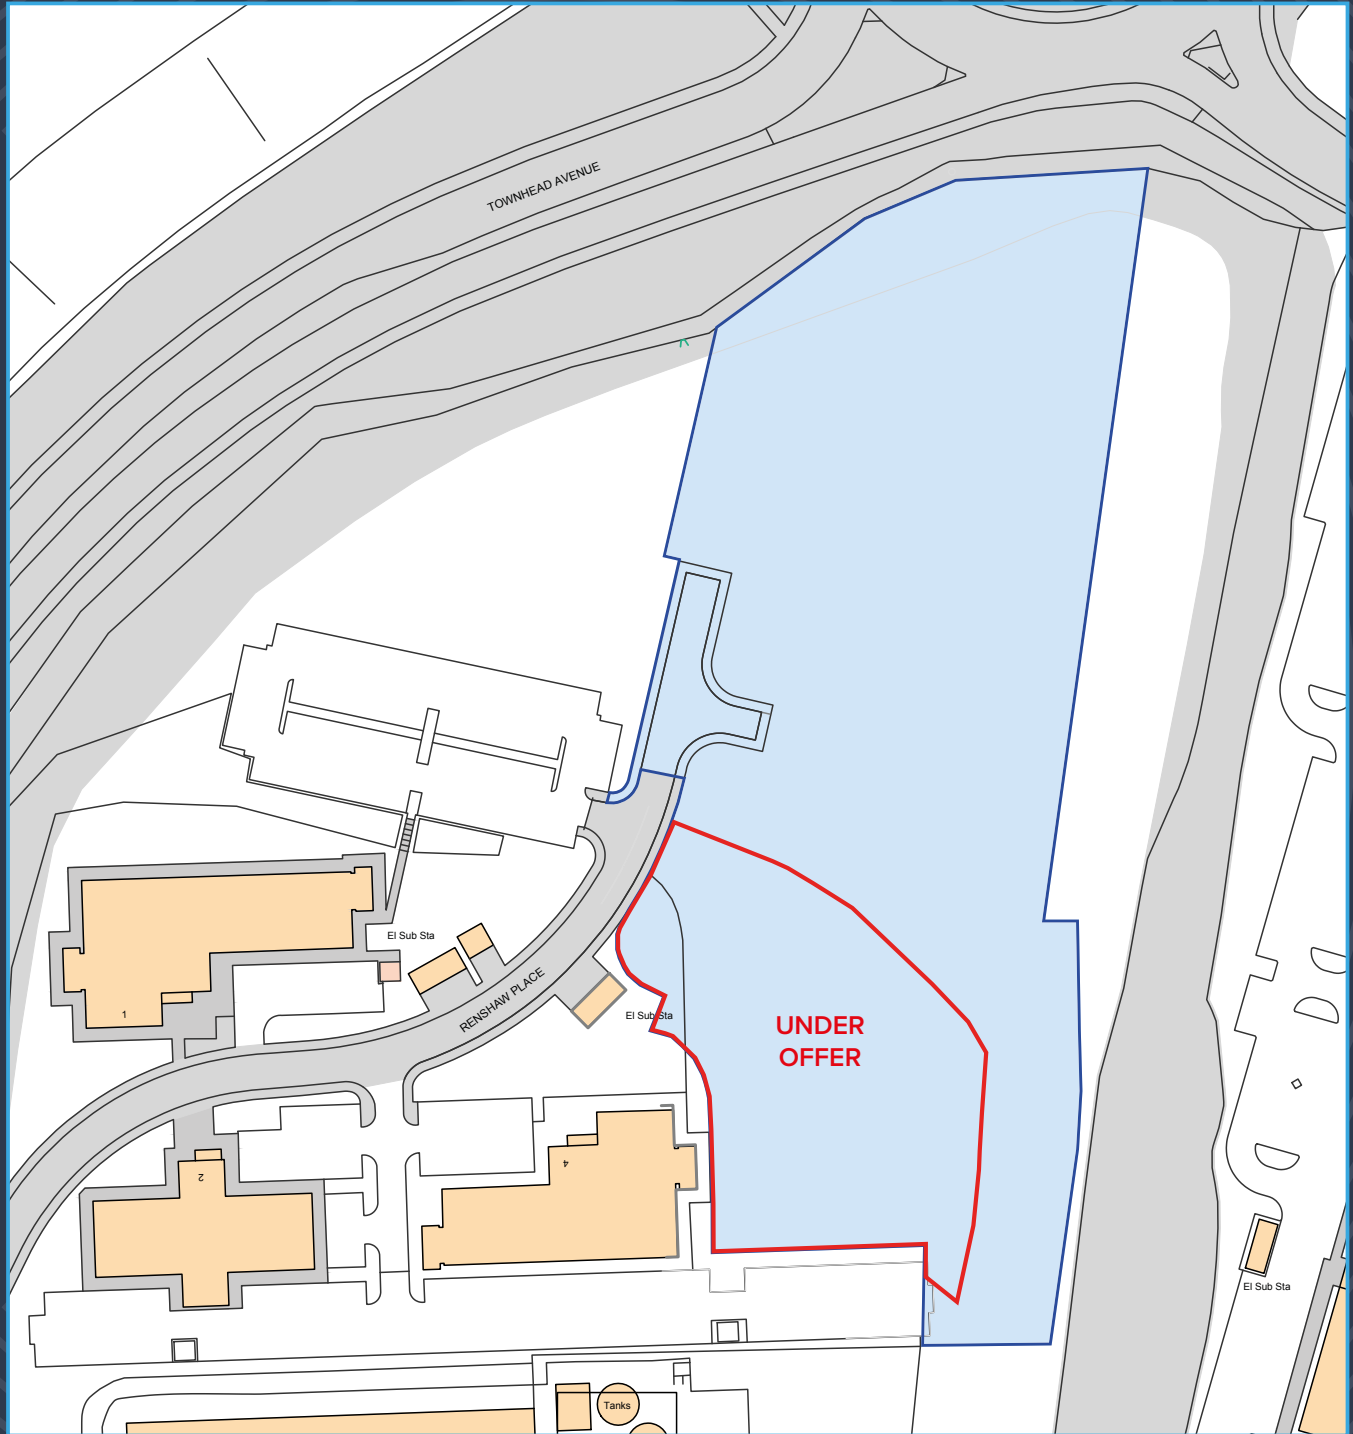 TOWNHEAD AVENUE
El Sub Sta
1
RENSHAW PLACE
El Sub Sta
UNDER
OFFER
4
2
El Sub Sta
Tanks